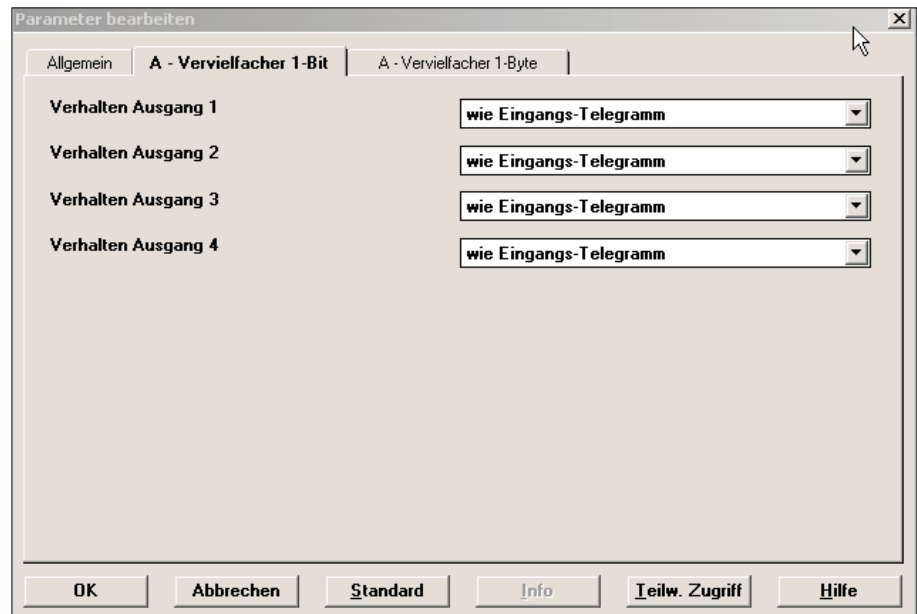 Parameter bearbeiten
Allgemein A - Vervielfacher 1-Bit A - Vervielfacher 1-Byte
Verhalten Ausgang 1 wie Eingangs-Telegramm
Verhalten Ausgang 2 wie Eingangs-Telegramm
Verhalten Ausgang 3 wie Eingangs-Telegramm
Verhalten Ausgang 4 wie Eingangs-Telegramm
OK Abbrechen Standard Info Teilw. Zugriff Hilfe